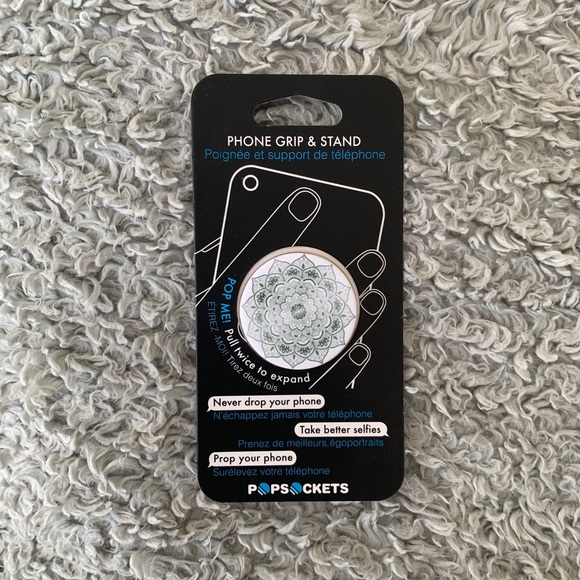 PHONE GRIP & STAND
Poignée et support de téléphone
POP ME! Pull twice to expand
ÉTIREZ-MOI! Tirez deux fois
Never drop your phone
N'échappez jamais votre téléphone
Take better selfies
Prenez de meilleurs égoportraits
Prop your phone
Surélevez votre téléphone
POPSOCKETS